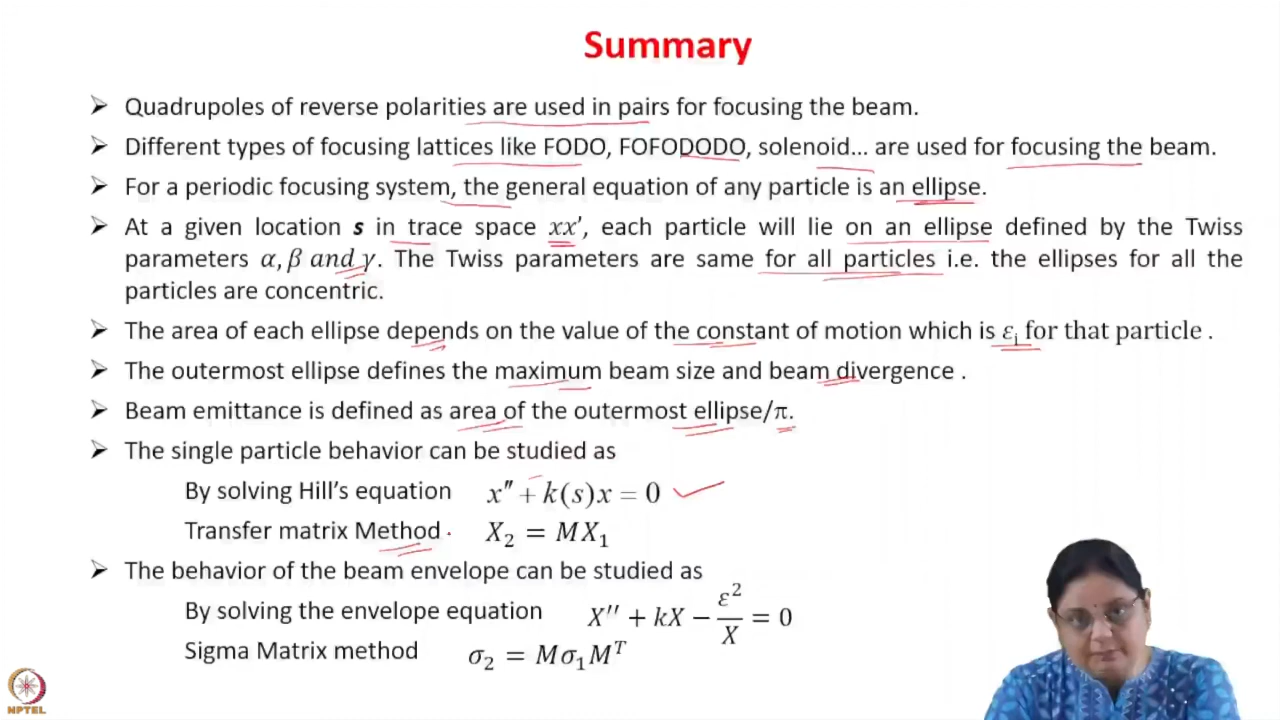 Summary
➢ Quadrupoles of reverse polarities are used in pairs for focusing the beam.
➢ Different types of focusing lattices like FODO, FOFODODO, solenoid... are used for focusing the beam.
➢ For a periodic focusing system, the general equation of any particle is an ellipse.
➢ At a given location s in trace space xx', each particle will lie on an ellipse defined by the Twiss
parameters α, β and γ. The Twiss parameters are same for all particles i.e. the ellipses for all the
particles are concentric.
➢ The area of each ellipse depends on the value of the constant of motion which is εᵢ for that particle .
➢ The outermost ellipse defines the maximum beam size and beam divergence .
➢ Beam emittance is defined as area of the outermost ellipse/π.
➢ The single particle behavior can be studied as
By solving Hill's equation x″ + k(s)x = 0
Transfer matrix Method X₂ = MX₁
➢ The behavior of the beam envelope can be studied as
By solving the envelope equation X′′ + kX − ε²/X = 0
Sigma Matrix method σ₂ = Mσ₁Mᵀ
NPTEL